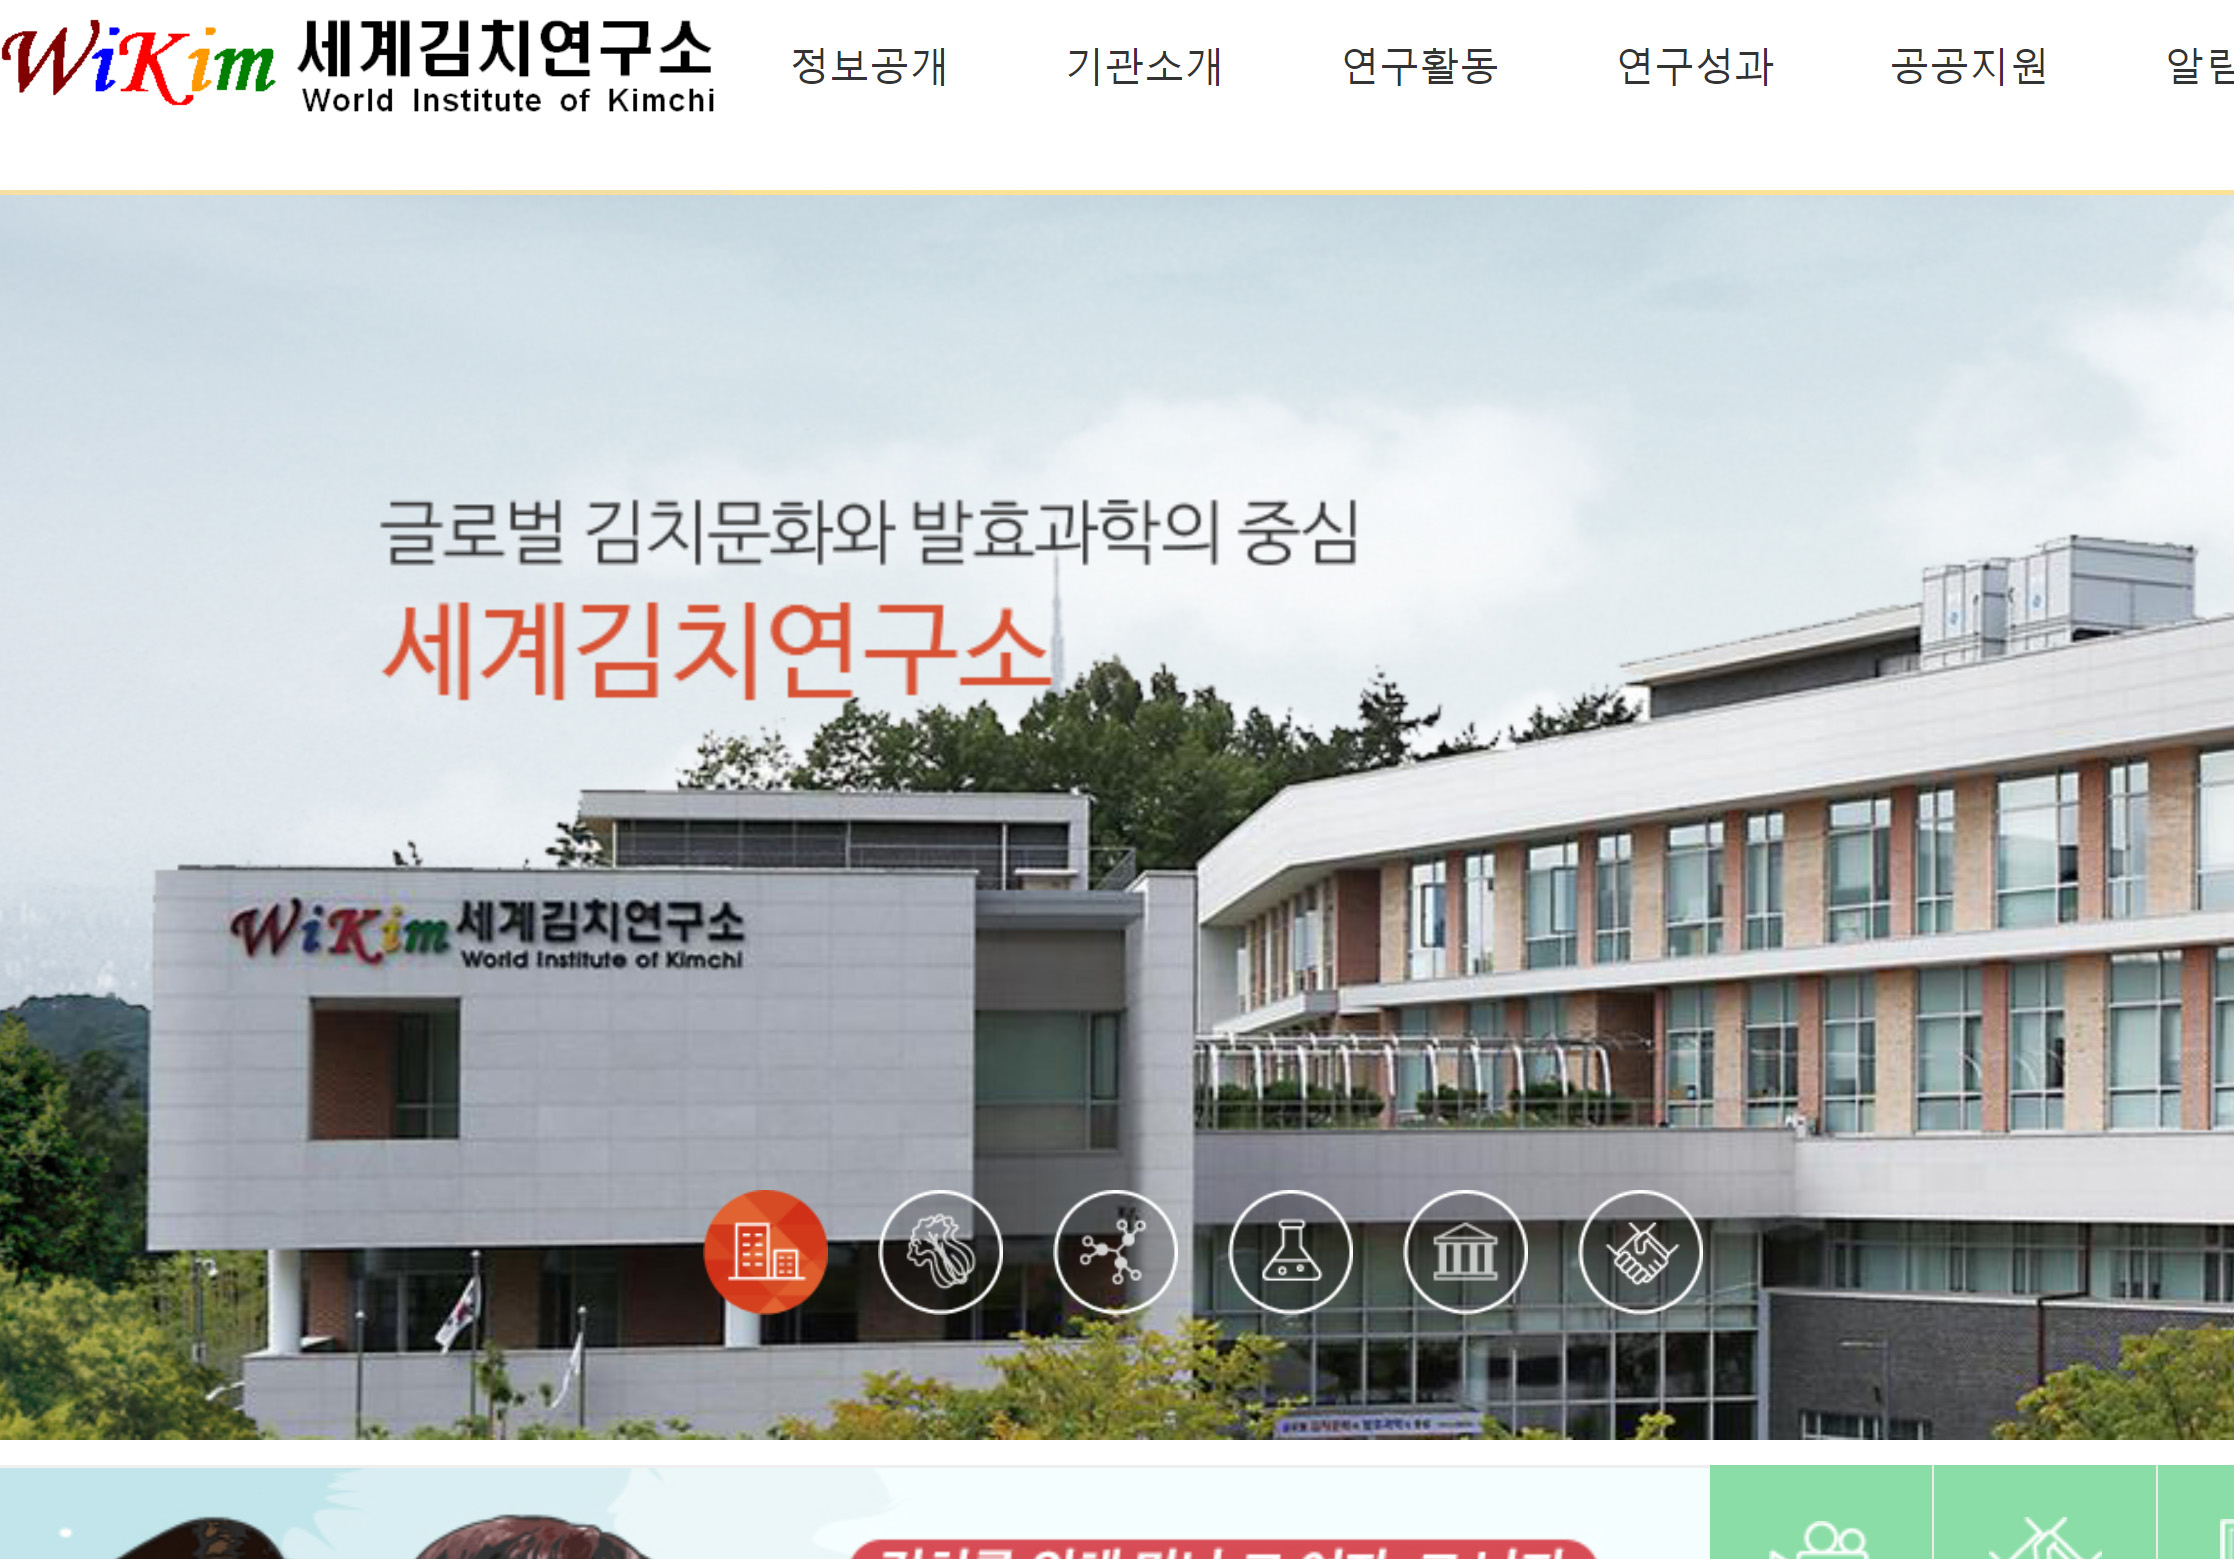 WiKim 세계김치연구소
World Institute of Kimchi
정보공개 기관소개 연구활동 연구성과 공공지원 알림
글로벌 김치문화와 발효과학의 중심
세계김치연구소
WiKim 세계김치연구소
World Institute of Kimchi